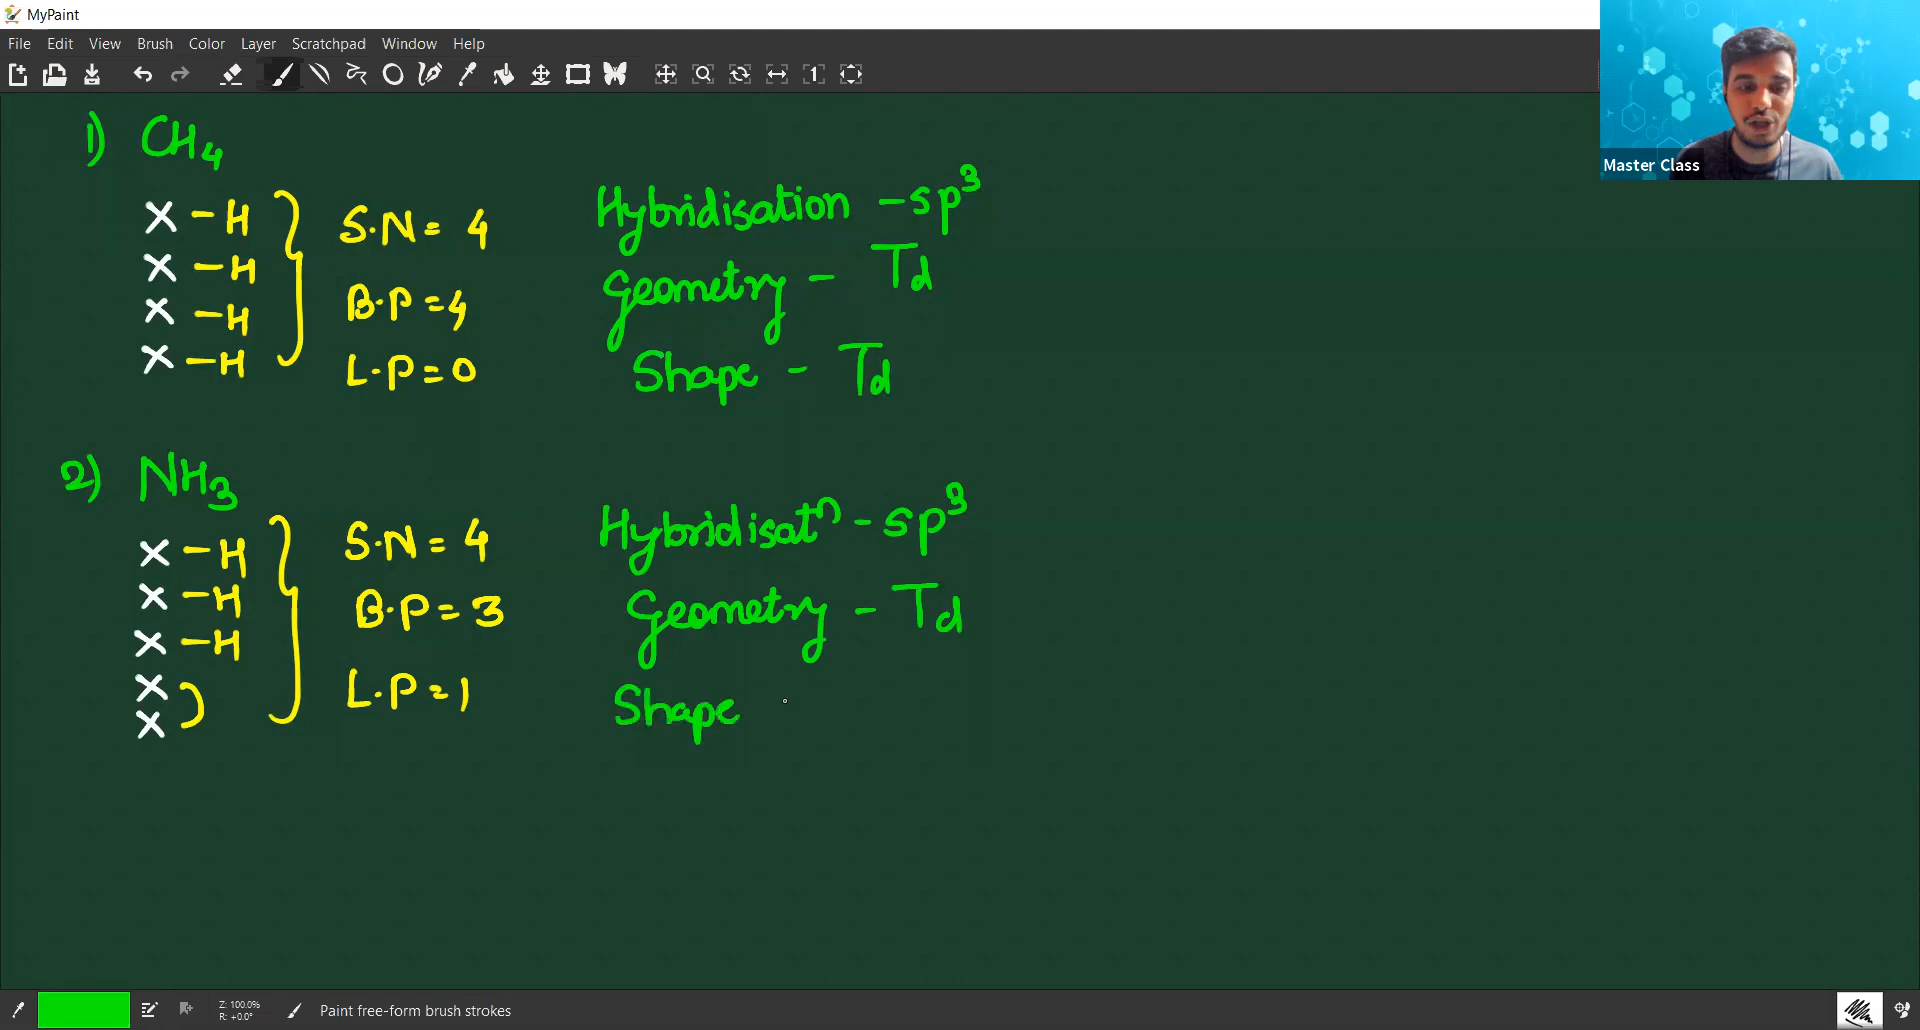 MyPaint
File Edit View Brush Color Layer Scratchpad Window Help
Master Class
1) CH4
X - H
X - H
X - H
X - H
S.N = 4
B.P = 4
L.P = 0
Hybridisation - sp³
Geometry - Td
Shape - Td
2) NH3
X - H
X - H
X - H
X
X
S.N = 4
B.P = 3
L.P = 1
Hybridisatⁿ - sp³
Geometry - Td
Shape
Z: 100.0%
R: +0.0°
Paint free-form brush strokes